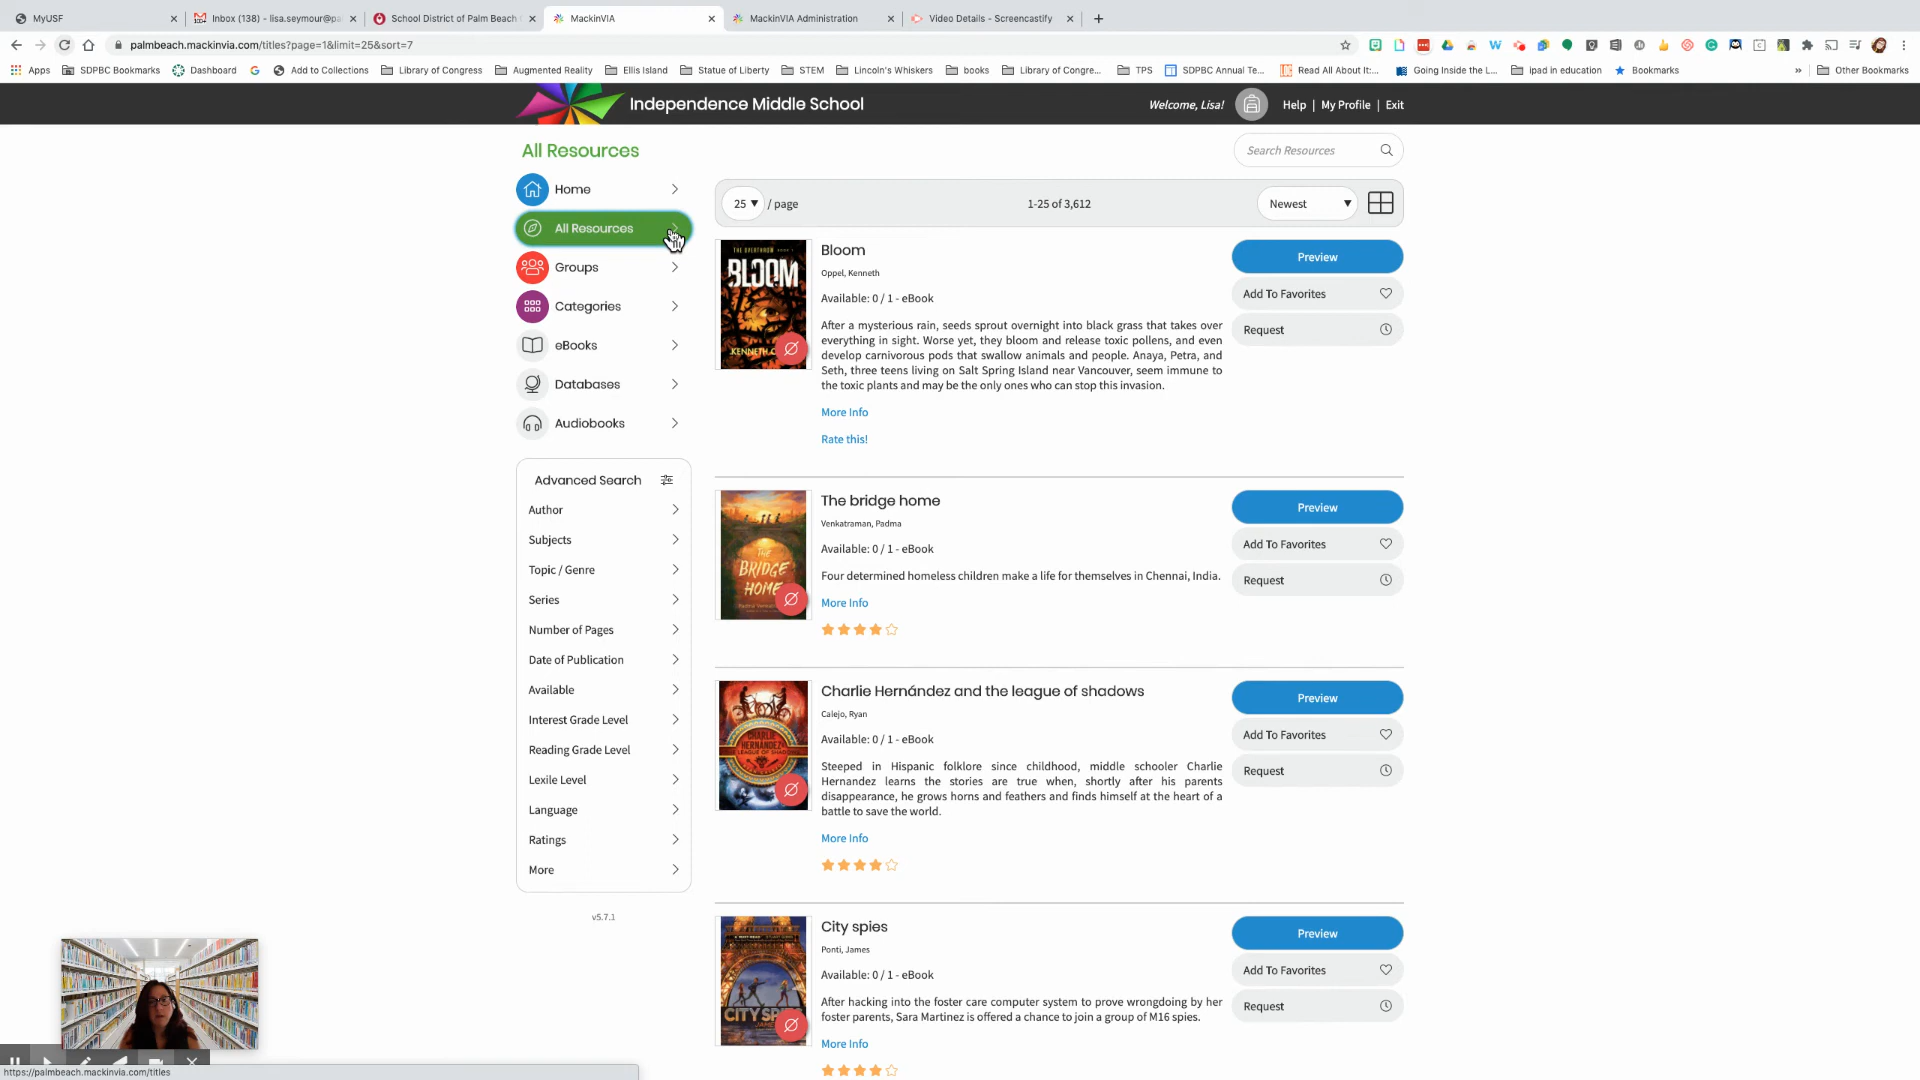 MyUSF
Inbox (138) - lisa.seymour@pa
School District of Palm Beach
MackinVIA
MackinVIA Administration
Video Details - Screencastify
palmbeach.mackinvia.com/titles?page=1&limit=25&sort=7
Apps
SDPBC Bookmarks
Dashboard
Add to Collections
Library of Congress
Augmented Reality
Ellis Island
Statue of Liberty
STEM
Lincoln's Whiskers
books
Library of Congre...
TPS
SDPBC Annual Te...
Read All About It:...
Going Inside the L...
ipad in education
Bookmarks
»
Other Bookmarks
Independence Middle School
Welcome, Lisa!
Help | My Profile | Exit
All Resources
Search Resources
Home
All Resources
Groups
Categories
eBooks
Databases
Audiobooks
Advanced Search
Author
Subjects
Topic / Genre
Series
Number of Pages
Date of Publication
Available
Interest Grade Level
Reading Grade Level
Lexile Level
Language
Ratings
More
v5.7.1
25 ▼ / page
1-25 of 3,612
Newest ▼
THE OVERTHROW BOOK 1
BLOOM
KENNETH O
Bloom
Oppel, Kenneth
Available: 0 / 1 - eBook
After a mysterious rain, seeds sprout overnight into black grass that takes over
everything in sight. Worse yet, they bloom and release toxic pollens, and even
develop carnivorous pods that swallow animals and people. Anaya, Petra, and
Seth, three teens living on Salt Spring Island near Vancouver, seem immune to
the toxic plants and may be the only ones who can stop this invasion.
More Info
Rate this!
Preview
Add To Favorites
Request
THE
BRIDGE
HOME
The bridge home
Venkatraman, Padma
Available: 0 / 1 - eBook
Four determined homeless children make a life for themselves in Chennai, India.
More Info
Preview
Add To Favorites
Request
CHARLIE
HERNÁNDEZ
LEAGUE OF SHADOWS
Charlie Hernández and the league of shadows
Calejo, Ryan
Available: 0 / 1 - eBook
Steeped in Hispanic folklore since childhood, middle schooler Charlie
Hernandez learns the stories are true when, shortly after his parents
disappearance, he grows horns and feathers and finds himself at the heart of a
battle to save the world.
More Info
Preview
Add To Favorites
Request
CITY SPIES
City spies
Ponti, James
Available: 0 / 1 - eBook
After hacking into the foster care computer system to prove wrongdoing by her
foster parents, Sara Martinez is offered a chance to join a group of M16 spies.
More Info
Preview
Add To Favorites
Request
https://palmbeach.mackinvia.com/titles